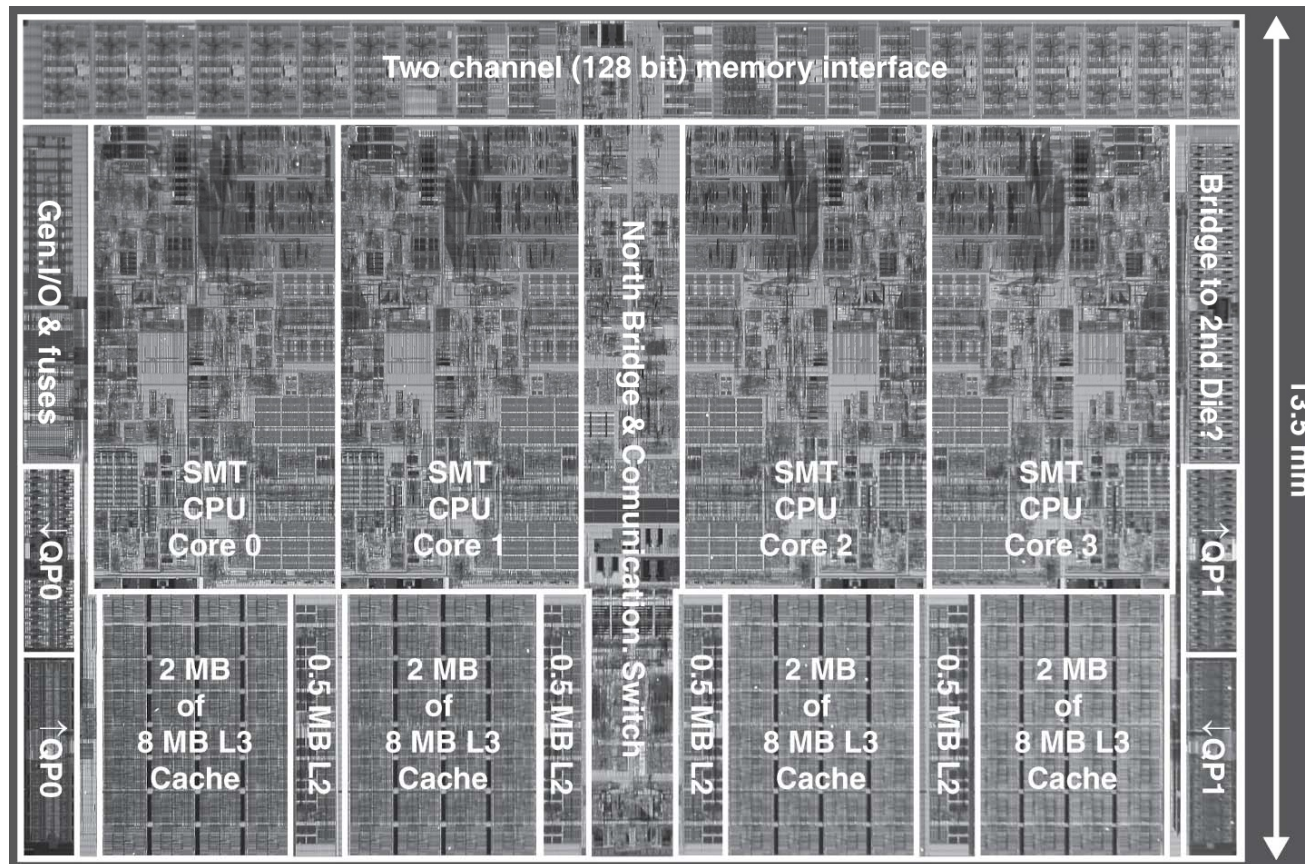 Two channel (128 bit) memory interface
Gen.I/O & fuses
SMT
CPU
Core 0
SMT
CPU
Core 1
North Bridge & Comunication. Switch
SMT
CPU
Core 2
SMT
CPU
Core 3
Bridge to 2nd Die?
13.5 mm
↓QP0
↑QP0
2 MB
of
8 MB L3
Cache
0.5 MB L2
2 MB
of
8 MB L3
Cache
0.5 MB L2
0.5 MB L2
2 MB
of
8 MB L3
Cache
0.5 MB L2
2 MB
of
8 MB L3
Cache
↑QP1
↓QP1